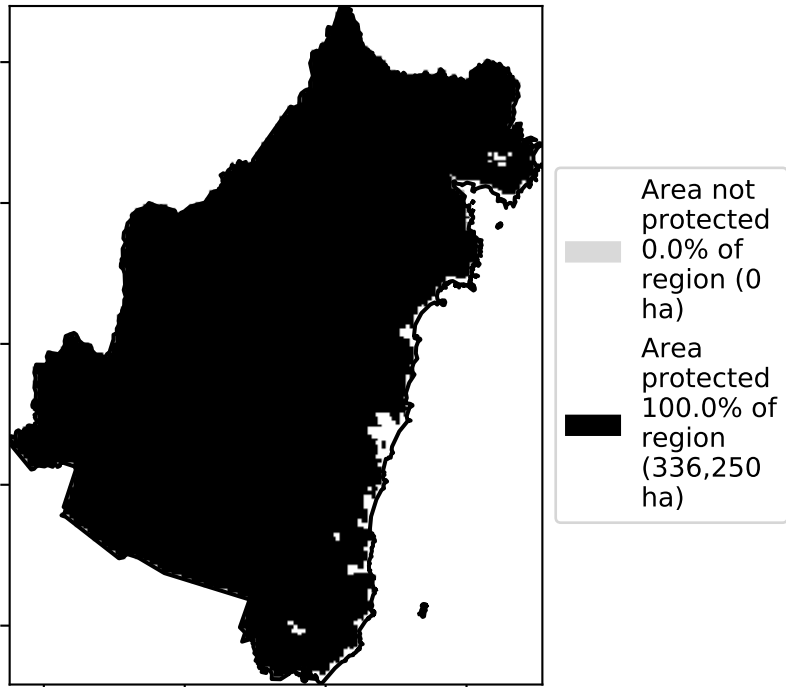 Area not
protected
0.0% of
region (0
ha)
Area
protected
100.0% of
region
(336,250
ha)